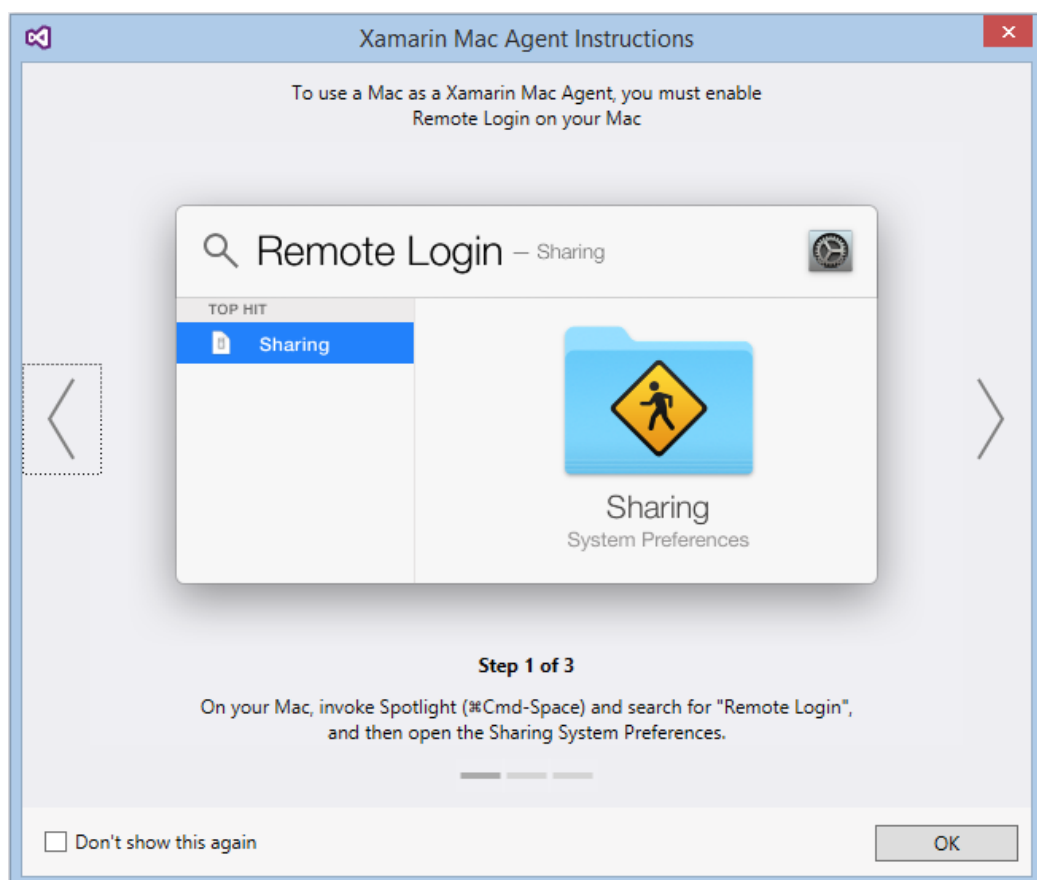 Xamarin Mac Agent Instructions
To use a Mac as a Xamarin Mac Agent, you must enable
Remote Login on your Mac
Remote Login – Sharing
TOP HIT
Sharing
Sharing
System Preferences
Step 1 of 3
On your Mac, invoke Spotlight (⌘Cmd-Space) and search for "Remote Login",
and then open the Sharing System Preferences.
Don't show this again
OK